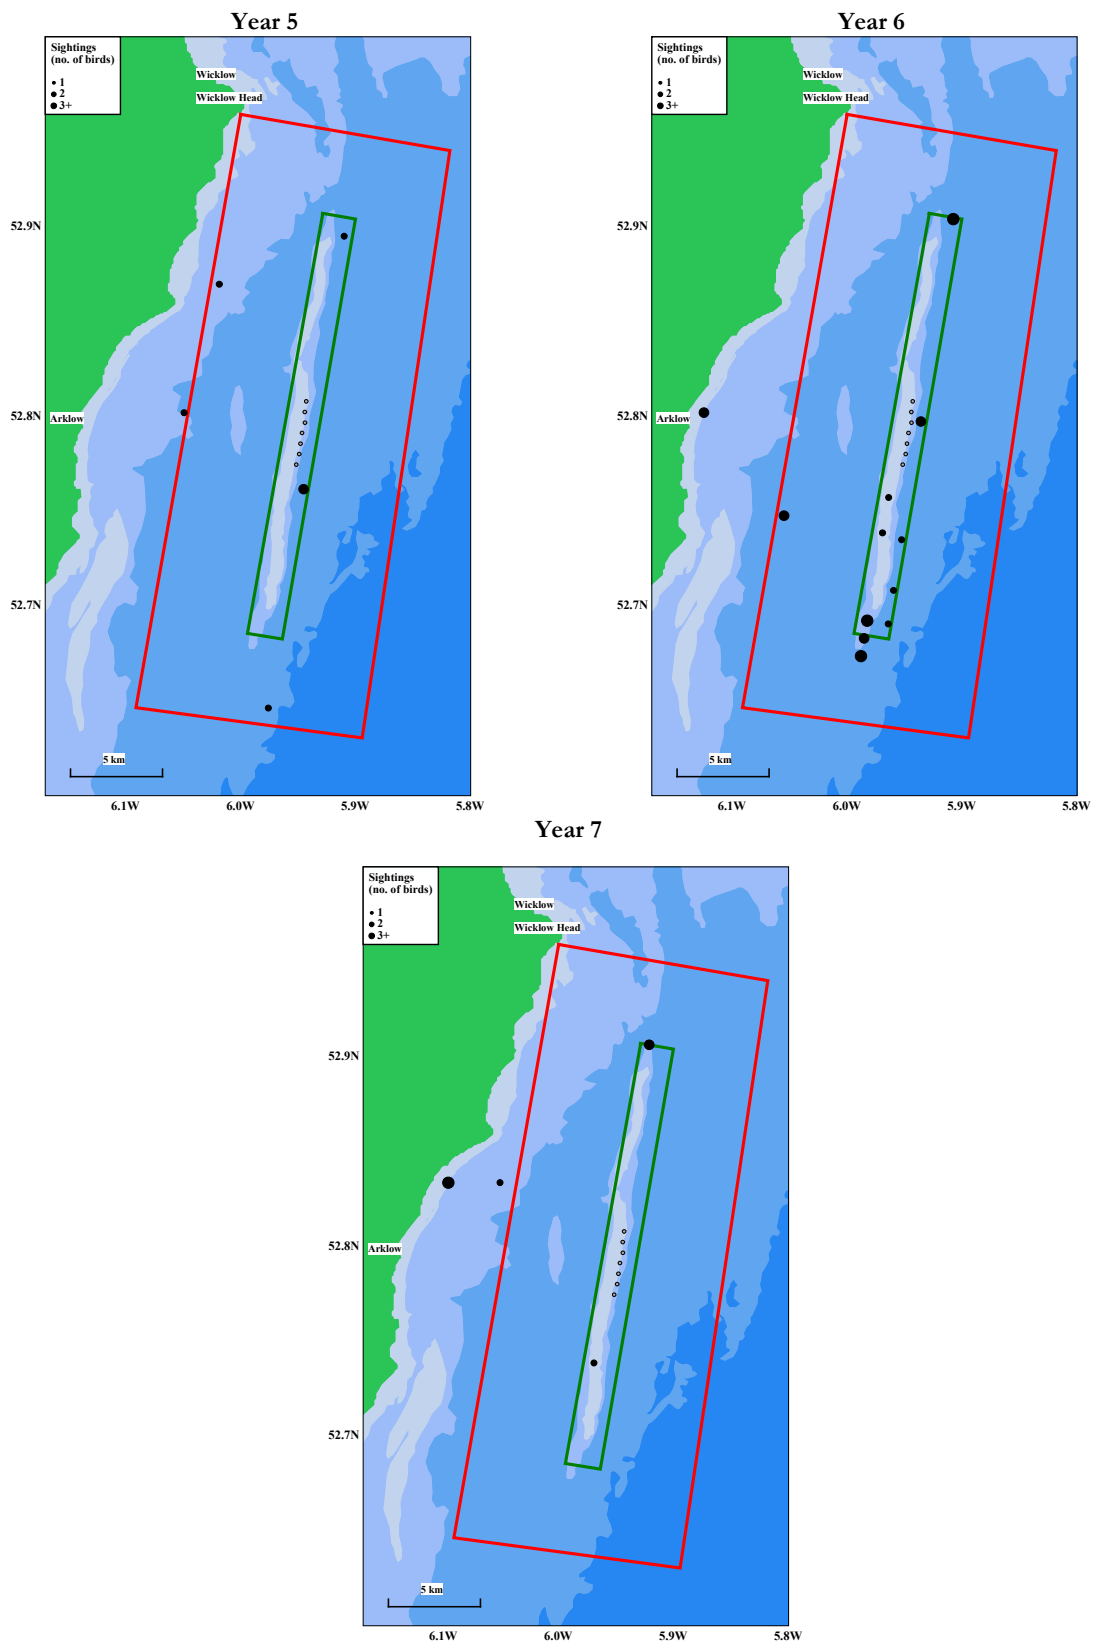 Year 5
Sightings
(no. of birds)
1
2
3+
Wicklow
Wicklow Head
52.9N
52.8N
Arklow
52.7N
5 km
6.1W
6.0W
5.9W
5.8W
Year 6
Sightings
(no. of birds)
1
2
3+
Wicklow
Wicklow Head
52.9N
52.8N
Arklow
52.7N
5 km
6.1W
6.0W
5.9W
5.8W
Year 7
Sightings
(no. of birds)
1
2
3+
Wicklow
Wicklow Head
52.9N
52.8N
Arklow
52.7N
5 km
6.1W
6.0W
5.9W
5.8W